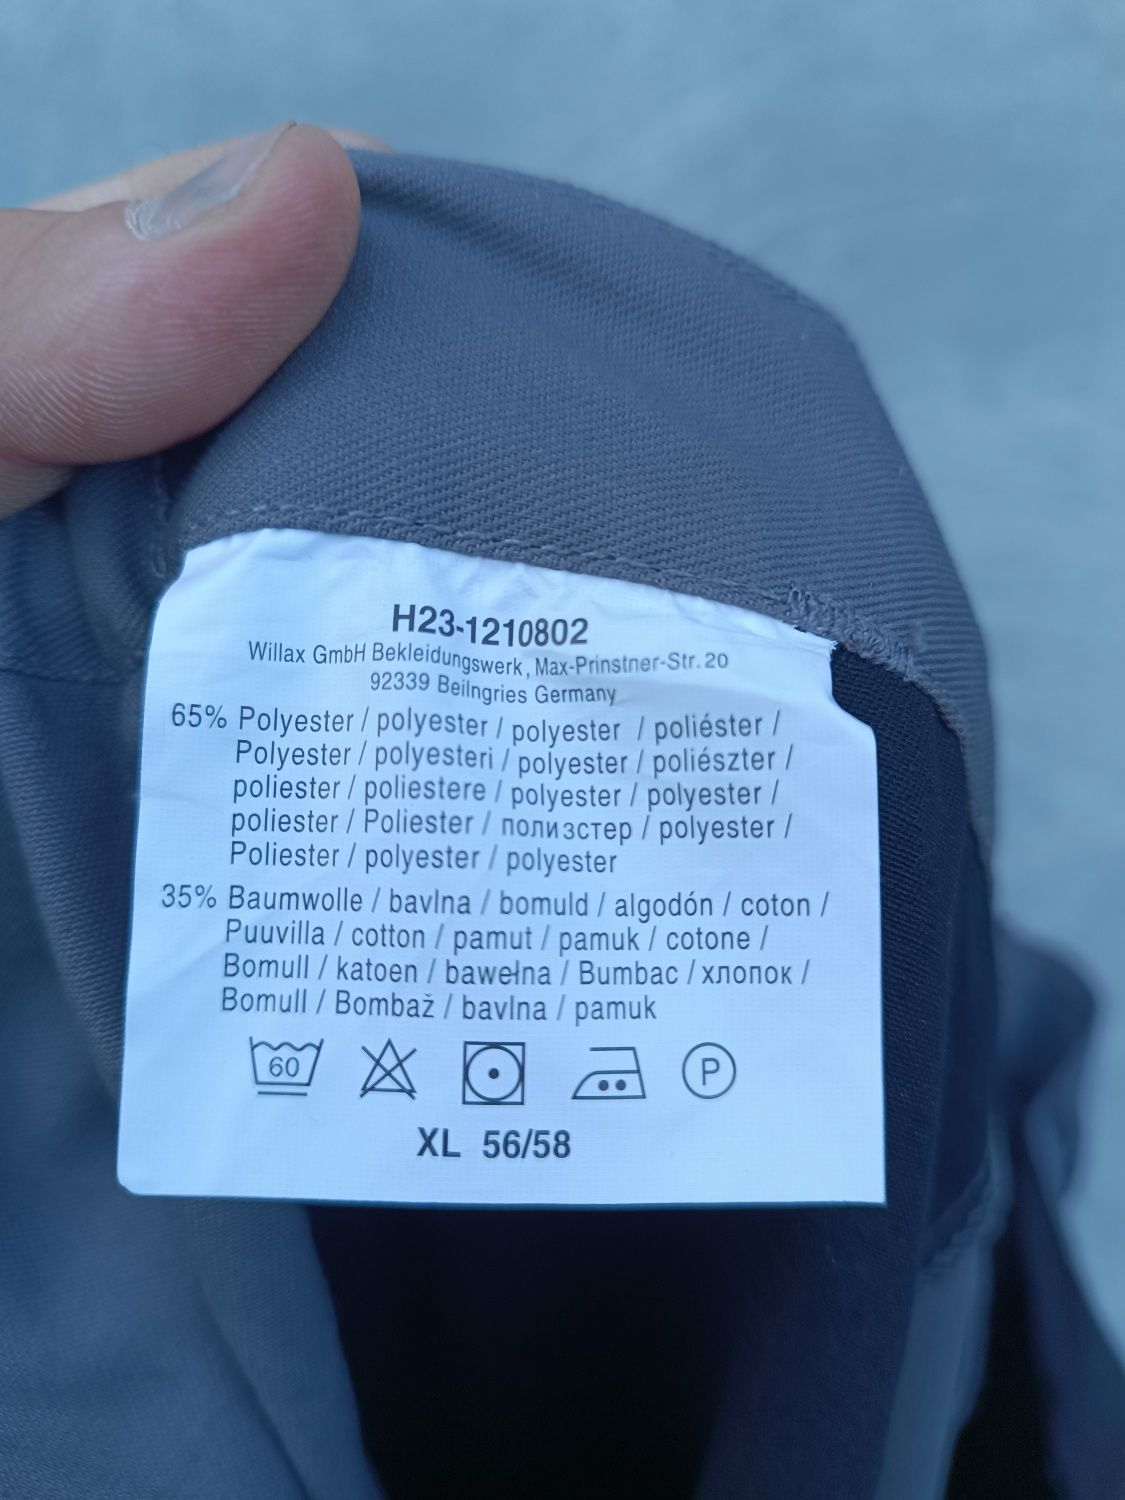 H23-1210802
Willax GmbH Bekleidungswerk, Max-Prinstner-Str. 20
92339 Beilngries Germany
65% Polyester / polyester / polyester / poliéster /
Polyester / polyesteri / polyester / poliészter /
poliester / poliestere / polyester / polyester /
poliester / Poliester / полизстер / polyester /
Poliester / polyester / polyester
35% Baumwolle / bavlna / bomuld / algodón / coton /
Puuvilla / cotton / pamut / pamuk / cotone /
Bomull / katoen / bawełna / Bumbac / хлопок /
Bomull / Bombaž / bavlna / pamuk
60 P
XL 56/58